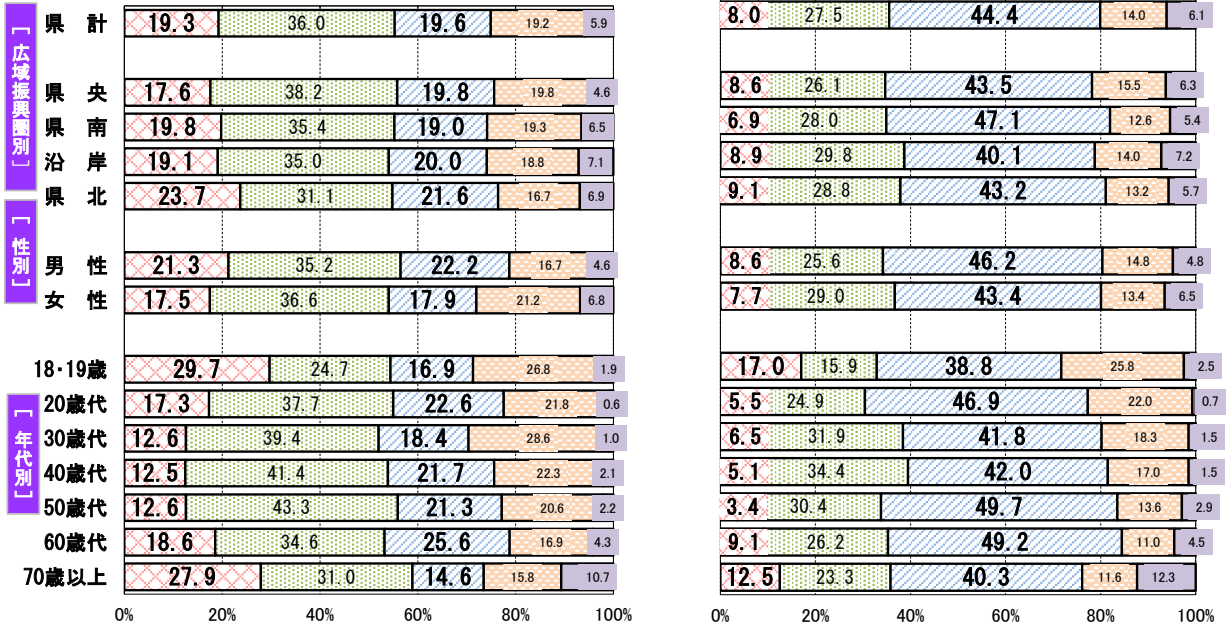 [広域振興圏別]
県 計 19.3 36.0 19.6 19.2 5.9 8.0 27.5 44.4 14.0 6.1
県 央 17.6 38.2 19.8 19.8 4.6 8.6 26.1 43.5 15.5 6.3
県 南 19.8 35.4 19.0 19.3 6.5 6.9 28.0 47.1 12.6 5.4
沿 岸 19.1 35.0 20.0 18.8 7.1 8.9 29.8 40.1 14.0 7.2
県 北 23.7 31.1 21.6 16.7 6.9 9.1 28.8 43.2 13.2 5.7
[性別]
男 性 21.3 35.2 22.2 16.7 4.6 8.6 25.6 46.2 14.8 4.8
女 性 17.5 36.6 17.9 21.2 6.8 7.7 29.0 43.4 13.4 6.5
18・19歳 29.7 24.7 16.9 26.8 1.9 17.0 15.9 38.8 25.8 2.5
[年代別]
20歳代 17.3 37.7 22.6 21.8 0.6 5.5 24.9 46.9 22.0 0.7
30歳代 12.6 39.4 18.4 28.6 1.0 6.5 31.9 41.8 18.3 1.5
40歳代 12.5 41.4 21.7 22.3 2.1 5.1 34.4 42.0 17.0 1.5
50歳代 12.6 43.3 21.3 20.6 2.2 3.4 30.4 49.7 13.6 2.9
60歳代 18.6 34.6 25.6 16.9 4.3 9.1 26.2 49.2 11.0 4.5
70歳以上 27.9 31.0 14.6 15.8 10.7 12.5 23.3 40.3 11.6 12.3
0% 20% 40% 60% 80% 100% 0% 20% 40% 60% 80% 100%